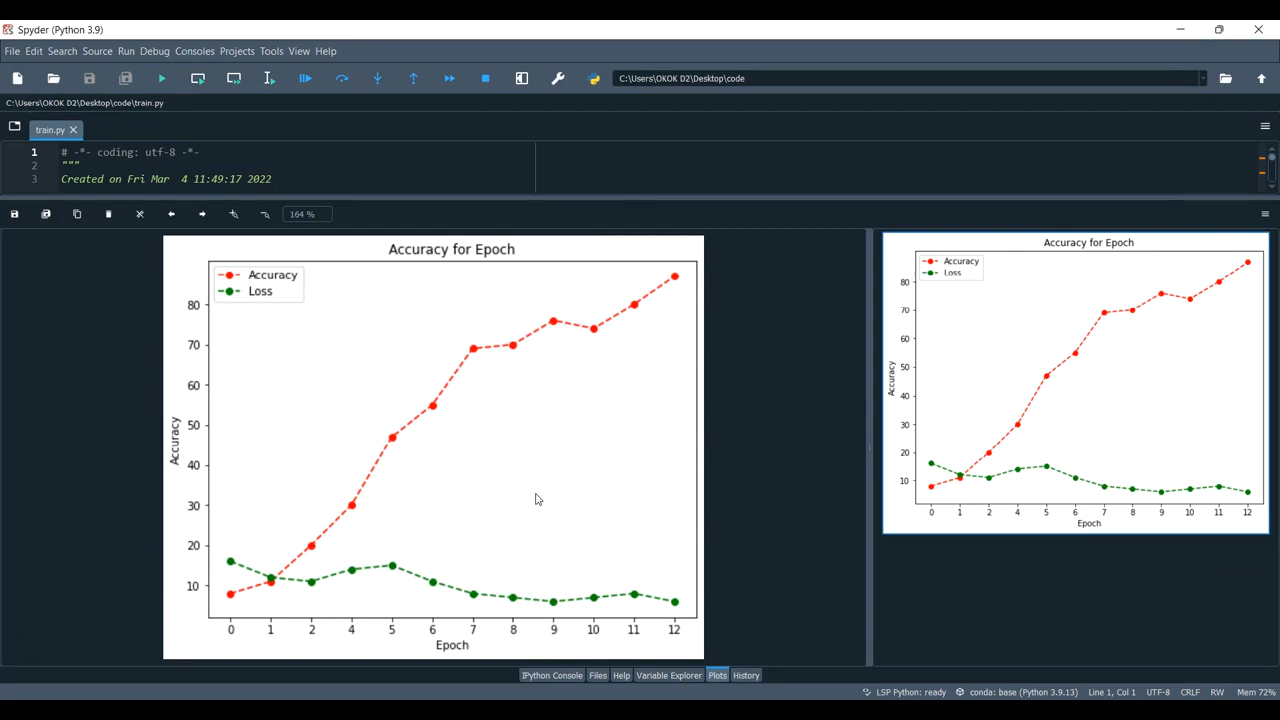 Spyder (Python 3.9)
File Edit Search Source Run Debug Consoles Projects Tools View Help
C:\Users\OKOK D2\Desktop\code
C:\Users\OKOK D2\Desktop\code\train.py
train.py
1 # -*- coding: utf-8 -*-
2 """
3 Created on Fri Mar  4 11:49:17 2022
164 %
Accuracy for Epoch
Accuracy
Loss
80
70
60
50
40
30
20
10
Accuracy
0 1 2 4 5 6 7 8 9 10 11 12
Epoch
Accuracy for Epoch
Accuracy
Loss
80
70
60
50
40
30
20
10
Accuracy
0 1 2 4 5 6 7 8 9 10 11 12
Epoch
IPython Console Files Help Variable Explorer Plots History
LSP Python: ready conda: base (Python 3.9.13) Line 1, Col 1 UTF-8 CRLF RW Mem 72%